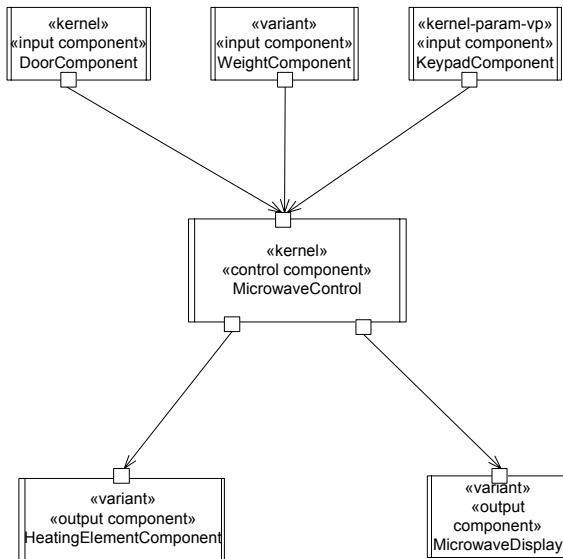 «kernel»
«input component»
DoorComponent
«variant»
«input component»
WeightComponent
«kernel-param-vp»
«input component»
KeypadComponent
«kernel»
«control component»
MicrowaveControl
«variant»
«output component»
HeatingElementComponent
«variant»
«output
component»
MicrowaveDisplay